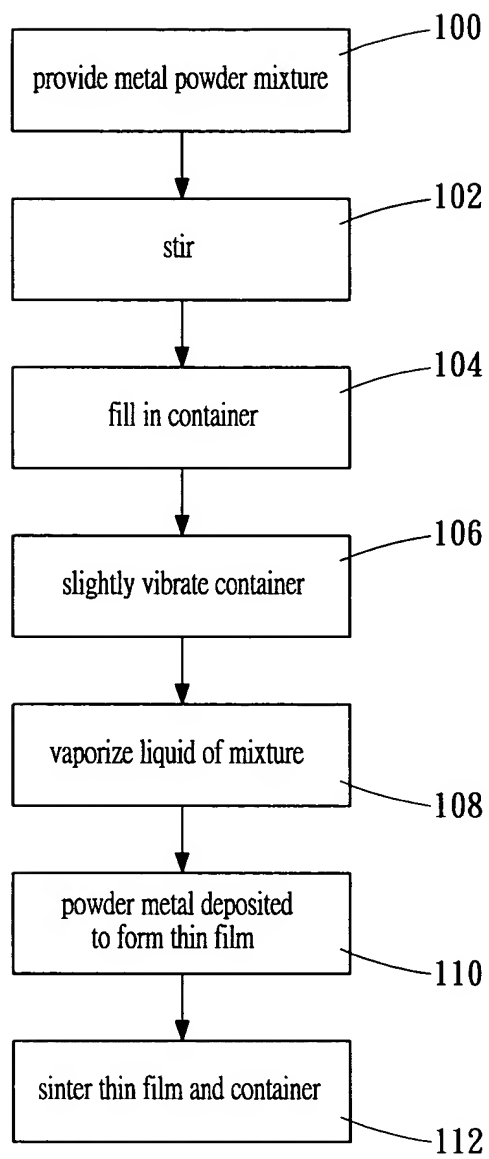 100
provide metal powder mixture
102
stir
104
fill in container
106
slightly vibrate container
vaporize liquid of mixture
108
powder metal deposited
to form thin film
110
sinter thin film and container
112